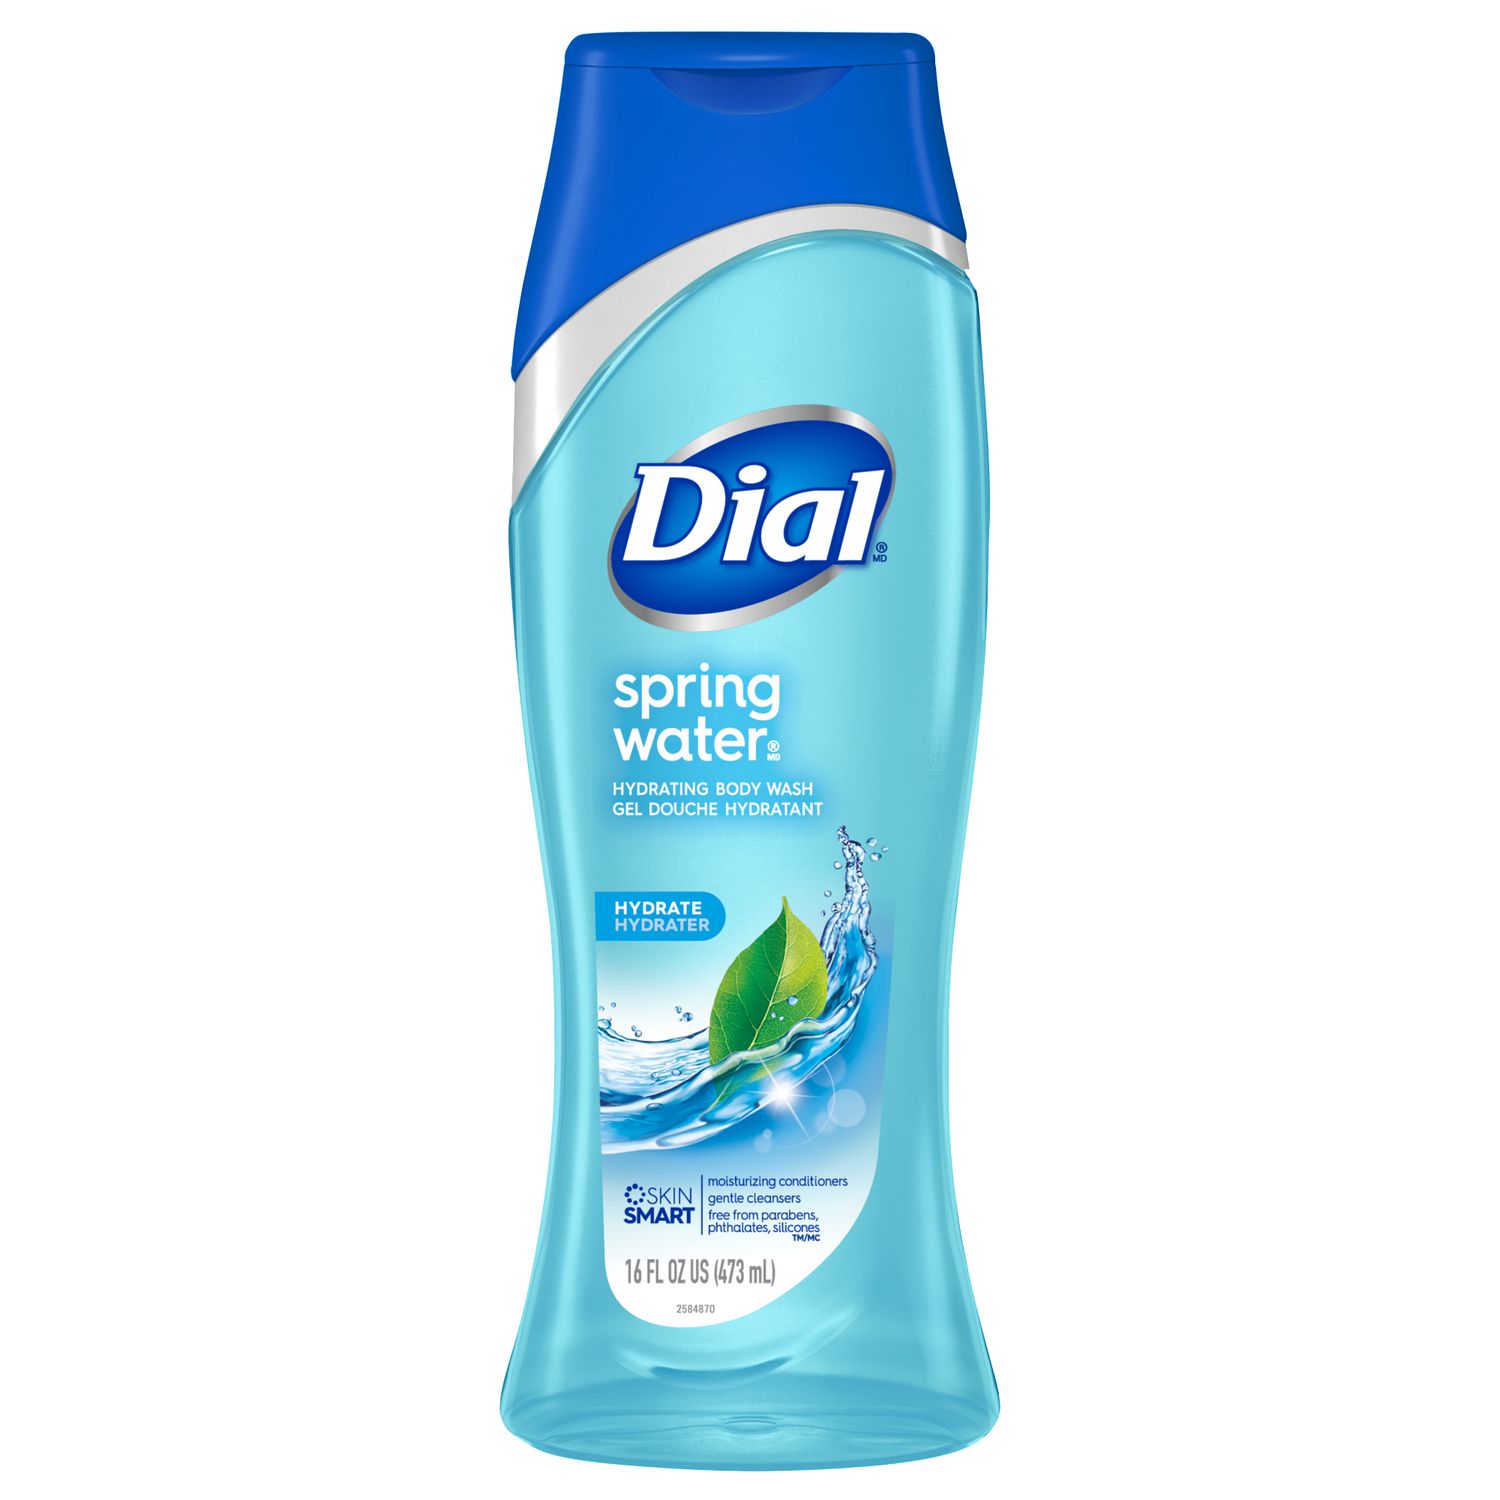 Dial
® MD
spring
water® MD
HYDRATING BODY WASH
GEL DOUCHE HYDRATANT
HYDRATE
HYDRATER
SKIN
SMART
moisturizing conditioners
gentle cleansers
free from parabens,
phthalates, silicones
TM/MC
16 FL OZ US (473 mL)
2584870